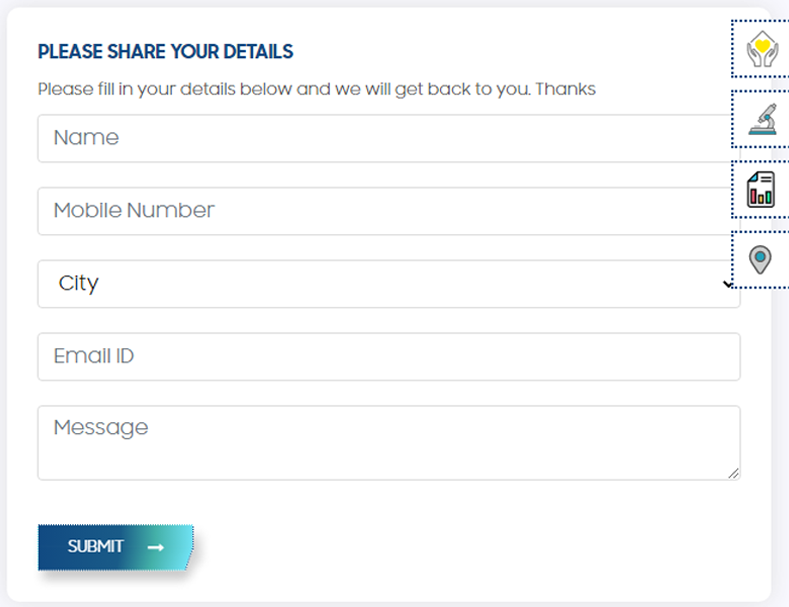 PLEASE SHARE YOUR DETAILS
Please fill in your details below and we will get back to you. Thanks
Name
Mobile Number
City
Email ID
Message
SUBMIT